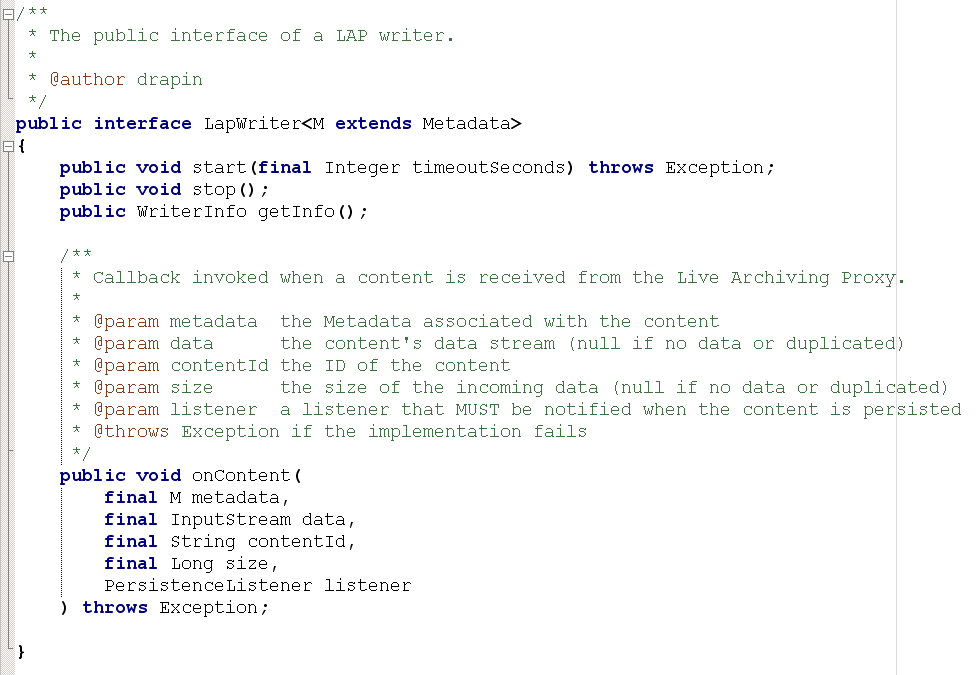 /**
 * The public interface of a LAP writer.
 *
 * @author drapin
 */
public interface LapWriter<M extends Metadata>
{
    public void start(final Integer timeoutSeconds) throws Exception;
    public void stop();
    public WriterInfo getInfo();

    /**
     * Callback invoked when a content is received from the Live Archiving Proxy.
     *
     * @param metadata  the Metadata associated with the content
     * @param data      the content's data stream (null if no data or duplicated)
     * @param contentId the ID of the content
     * @param size      the size of the incoming data (null if no data or duplicated)
     * @param listener  a listener that MUST be notified when the content is persisted
     * @throws Exception if the implementation fails
     */
    public void onContent(
        final M metadata,
        final InputStream data,
        final String contentId,
        final Long size,
        PersistenceListener listener
    ) throws Exception;

}